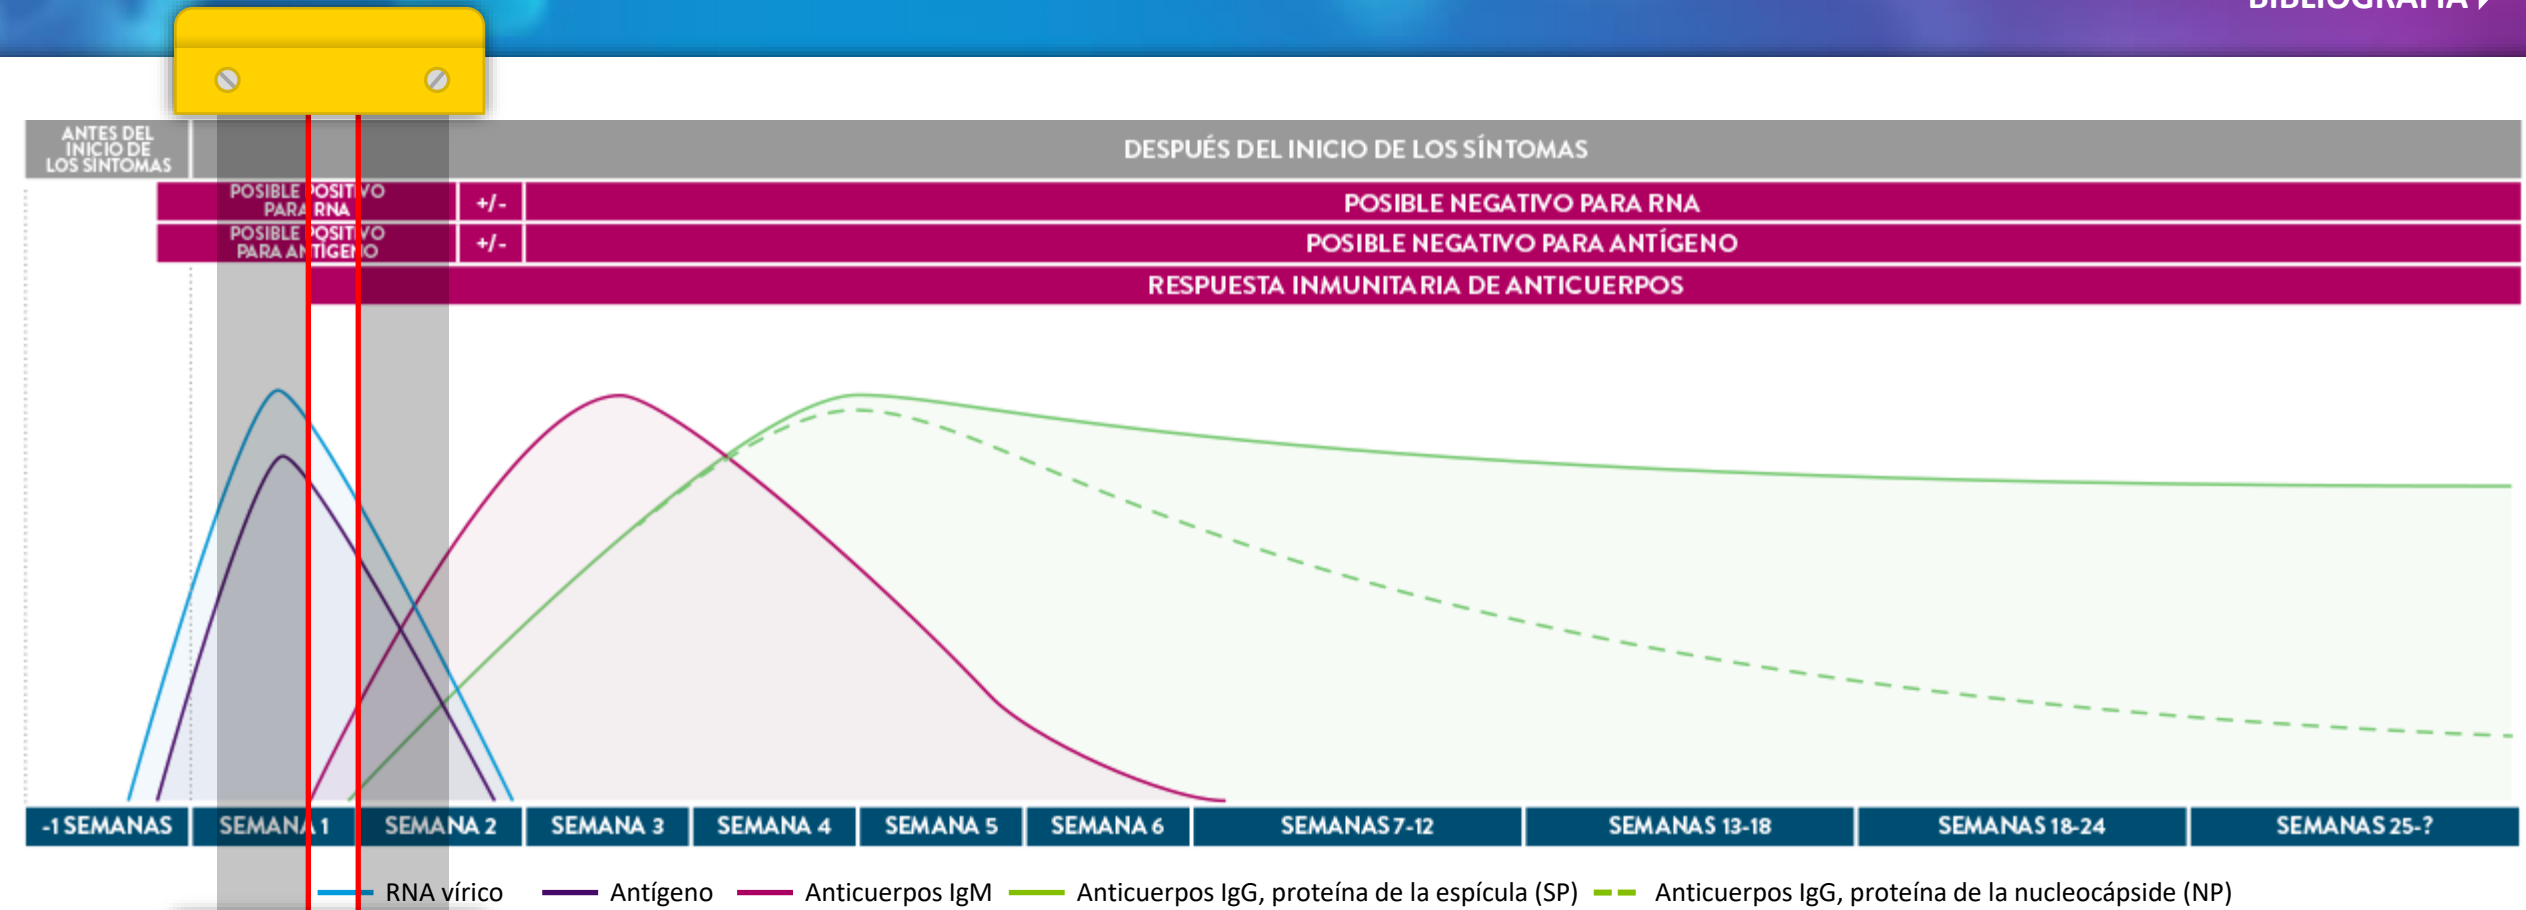 BIBLIOGRAFÍA
ANTES DEL
INICIO DE
LOS SÍNTOMAS
DESPUÉS DEL INICIO DE LOS SÍNTOMAS
POSIBLE POSITIVO
PARA RNA
+/-
POSIBLE NEGATIVO PARA RNA
POSIBLE POSITIVO
PARA ANTÍGENO
+/-
POSIBLE NEGATIVO PARA ANTÍGENO
RESPUESTA INMUNITARIA DE ANTICUERPOS
-1 SEMANAS
SEMANA 1
SEMANA 2
SEMANA 3
SEMANA 4
SEMANA 5
SEMANA 6
SEMANAS 7-12
SEMANAS 13-18
SEMANAS 18-24
SEMANAS 25-?
RNA vírico
Antígeno
Anticuerpos IgM
Anticuerpos IgG, proteína de la espícula (SP)
Anticuerpos IgG, proteína de la nucleocápside (NP)